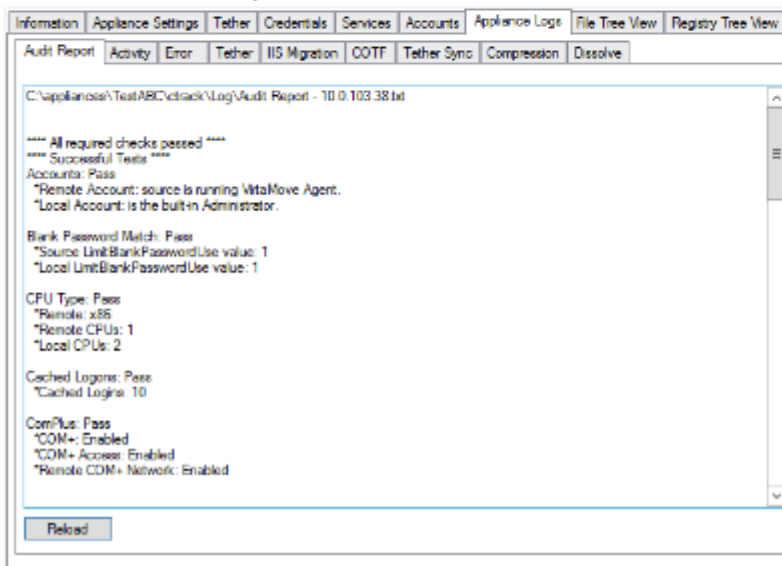 Information Appliance Settings Tether Credentials Services Accounts Appliance Logs File Tree View Registry Tree View
Audit Report Activity Error Tether IIS Migration COTF Tether Sync Compression Dissolve
C:\appliances\TestABC\ctrack\Log\Audit Report - 10.0.103.38.txt
**** All required checks passed ****
**** Successful Tests ****
Accounts: Pass
*Remote Account: source is running VirtaMove Agent.
*Local Account: is the built-in Administrator.
Blank Password Match: Pass
*Source LimitBlankPasswordUse value: 1
*Local LimitBlankPasswordUse value: 1
CPU Type: Pass
*Remote: x86
*Remote CPUs: 1
*Local CPUs: 2
Cached Logons: Pass
*Cached Logins: 10
ComPlus: Pass
*COM+: Enabled
*COM+ Access: Enabled
*Remote COM+ Network: Enabled
Reload